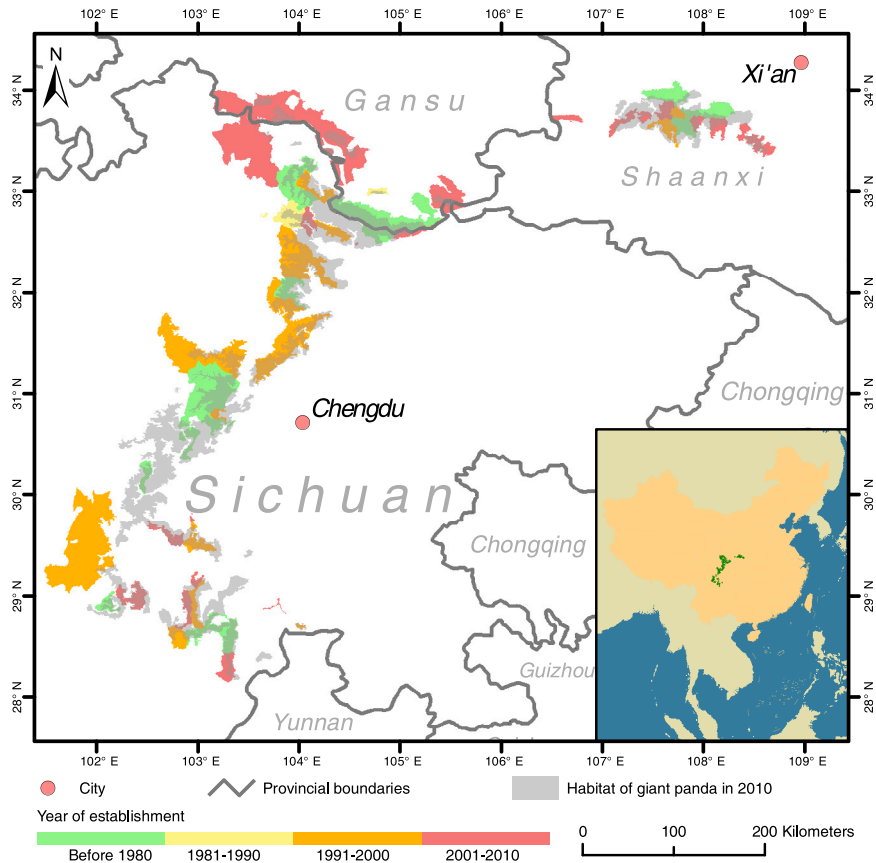 102° E 103° E 104° E 105° E 106° E 107° E 108° E 109° E
N
Xi'an
34° N 34° N
Gansu
Shaanxi
33° N 33° N
32° N 32° N
31° N 31° N
Chongqing
Chengdu
Sichuan
30° N 30° N
Chongqing
29° N 29° N
Guizhou
28° N 28° N
Yunnan
102° E 103° E 104° E 105° E 106° E 107° E 108° E 109° E
City Provincial boundaries Habitat of giant panda in 2010
Year of establishment
Before 1980 1981-1990 1991-2000 2001-2010
0 100 200 Kilometers